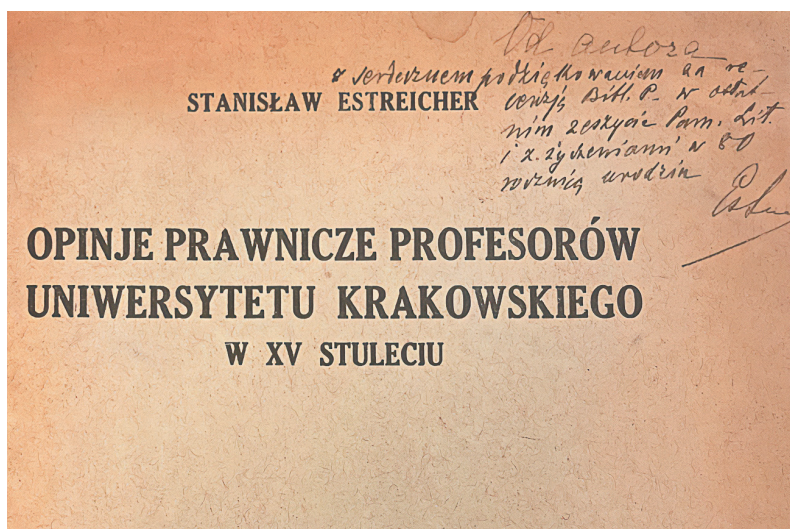 Od autora
z serdecznem podziękowaniem za re-
cenzję Bibl. P. w ostat-
nim zeszycie Pam. Lit.
i z życzeniami w 80
rocznicę urodzin
STANISŁAW ESTREICHER
OPINJE PRAWNICZE PROFESORÓW
UNIWERSYTETU KRAKOWSKIEGO
W XV STULECIU